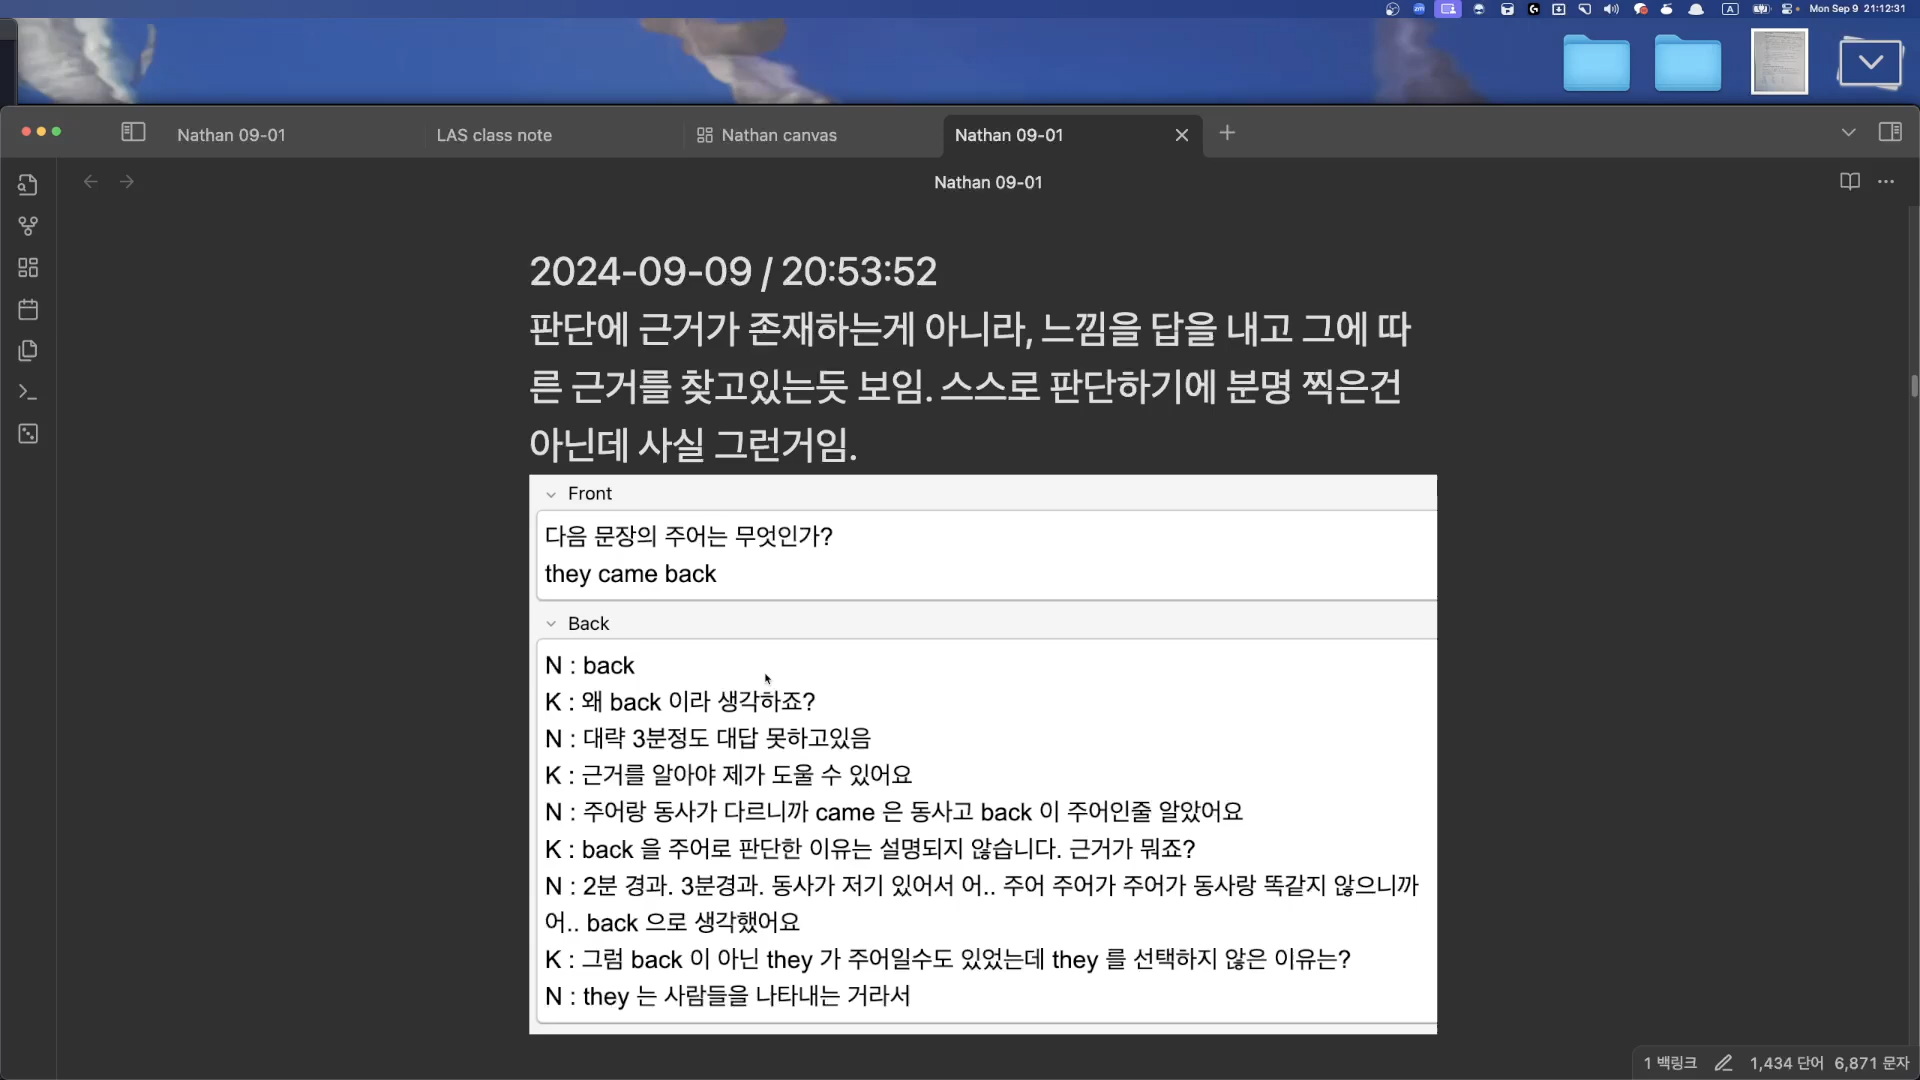 Mon Sep 9 21:12:31
Nathan 09-01
LAS class note
Nathan canvas
Nathan 09-01
Nathan 09-01
2024-09-09 / 20:53:52
판단에 근거가 존재하는게 아니라, 느낌을 답을 내고 그에 따
른 근거를 찾고있는듯 보임. 스스로 판단하기에 분명 찍은건
아닌데 사실 그런거임.
Front
다음 문장의 주어는 무엇인가?
they came back
Back
N : back
K : 왜 back 이라 생각하죠?
N : 대략 3분정도 대답 못하고있음
K : 근거를 알아야 제가 도울 수 있어요
N : 주어랑 동사가 다르니까 came 은 동사고 back 이 주어인줄 알았어요
K : back 을 주어로 판단한 이유는 설명되지 않습니다. 근거가 뭐죠?
N : 2분 경과. 3분경과. 동사가 저기 있어서 어.. 주어 주어가 주어가 동사랑 똑같지 않으니까
어.. back 으로 생각했어요
K : 그럼 back 이 아닌 they 가 주어일수도 있었는데 they 를 선택하지 않은 이유는?
N : they 는 사람들을 나타내는 거라서
1 백링크
1,434 단어 6,871 문자